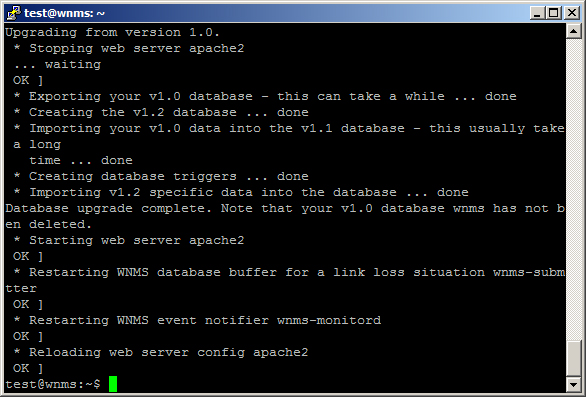 test@wnms: ~
Upgrading from version 1.0.
* Stopping web server apache2
... waiting
OK ]
* Exporting your v1.0 database - this can take a while ... done
* Creating the v1.2 database ... done
* Importing your v1.0 data into the v1.1 database - this usually take
a long
time ... done
* Creating database triggers ... done
* Importing v1.2 specific data into the database ... done
Database upgrade complete. Note that your v1.0 database wnms has not b
en deleted.
* Starting web server apache2
OK ]
* Restarting WNMS database buffer for a link loss situation wnms-subm
tter
OK ]
* Restarting WNMS event notifier wnms-monitord
OK ]
* Reloading web server config apache2
OK ]
test@wnms:~$